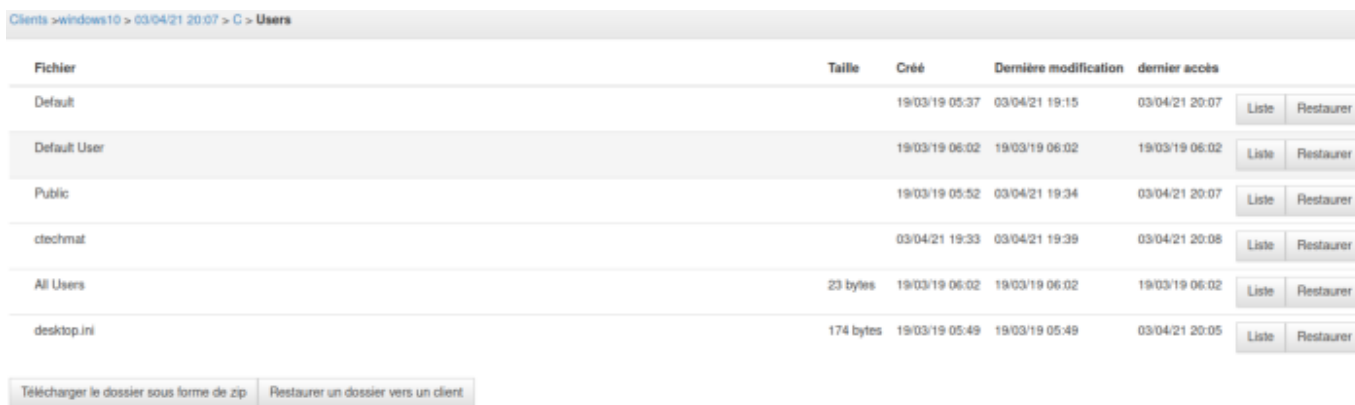 Clients >windows10 > 03/04/21 20:07 > C > Users
Fichier Taille Créé Dernière modification dernier accès
Default 19/03/19 05:37 03/04/21 19:15 03/04/21 20:07 Liste Restaurer
Default User 19/03/19 06:02 19/03/19 06:02 19/03/19 06:02 Liste Restaurer
Public 19/03/19 05:52 03/04/21 19:34 03/04/21 20:07 Liste Restaurer
ctechmat 03/04/21 19:33 03/04/21 19:39 03/04/21 20:08 Liste Restaurer
All Users 23 bytes 19/03/19 06:02 19/03/19 06:02 19/03/19 06:02 Liste Restaurer
desktop.ini 174 bytes 19/03/19 05:49 19/03/19 05:49 03/04/21 20:05 Liste Restaurer
Télécharger le dossier sous forme de zip Restaurer un dossier vers un client